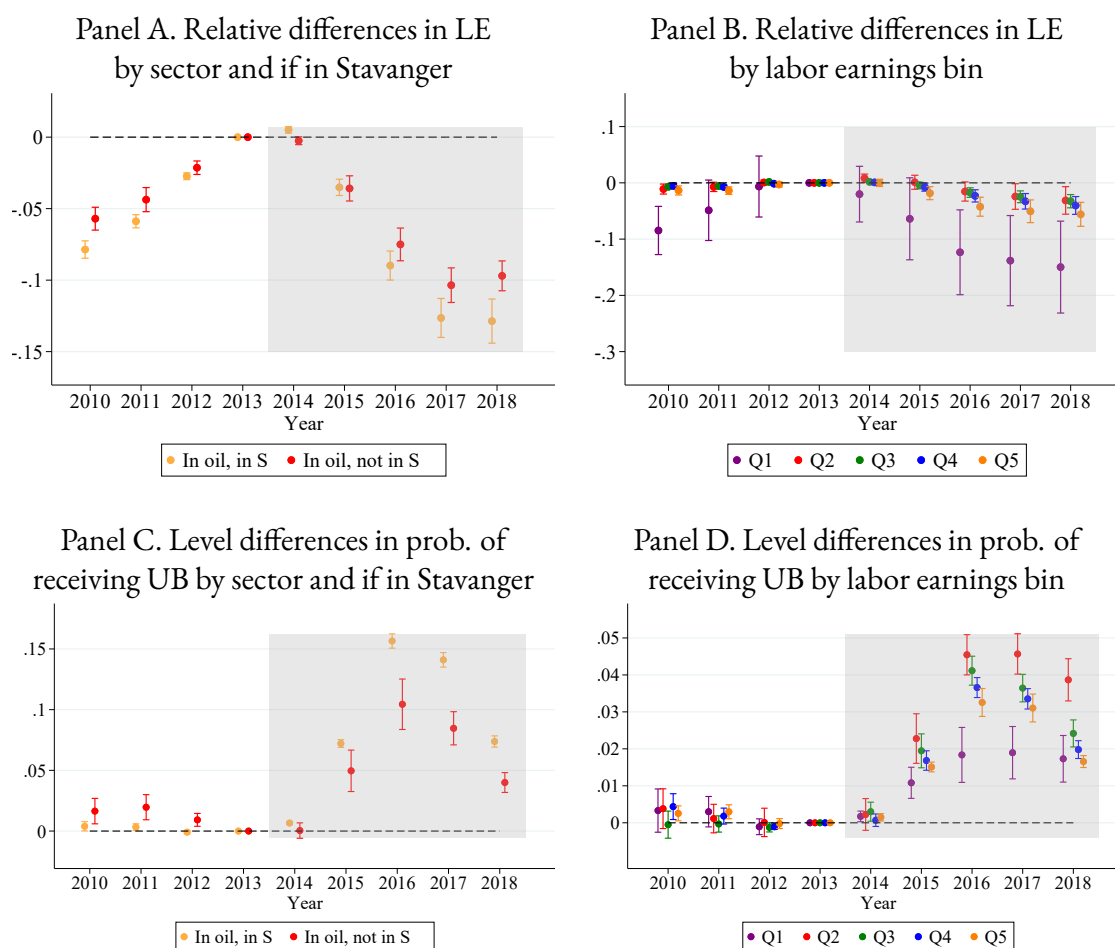 Panel A. Relative differences in LE
by sector and if in Stavanger
0
-.05
-.1
-.15
2010 2011 2012 2013 2014 2015 2016 2017 2018
Year
In oil, in S In oil, not in S
Panel B. Relative differences in LE
by labor earnings bin
.1
0
-.1
-.2
-.3
2010 2011 2012 2013 2014 2015 2016 2017 2018
Year
Q1 Q2 Q3 Q4 Q5
Panel C. Level differences in prob. of
receiving UB by sector and if in Stavanger
.15
.1
.05
0
2010 2011 2012 2013 2014 2015 2016 2017 2018
Year
In oil, in S In oil, not in S
Panel D. Level differences in prob. of
receiving UB by labor earnings bin
.05
.04
.03
.02
.01
0
2010 2011 2012 2013 2014 2015 2016 2017 2018
Year
Q1 Q2 Q3 Q4 Q5